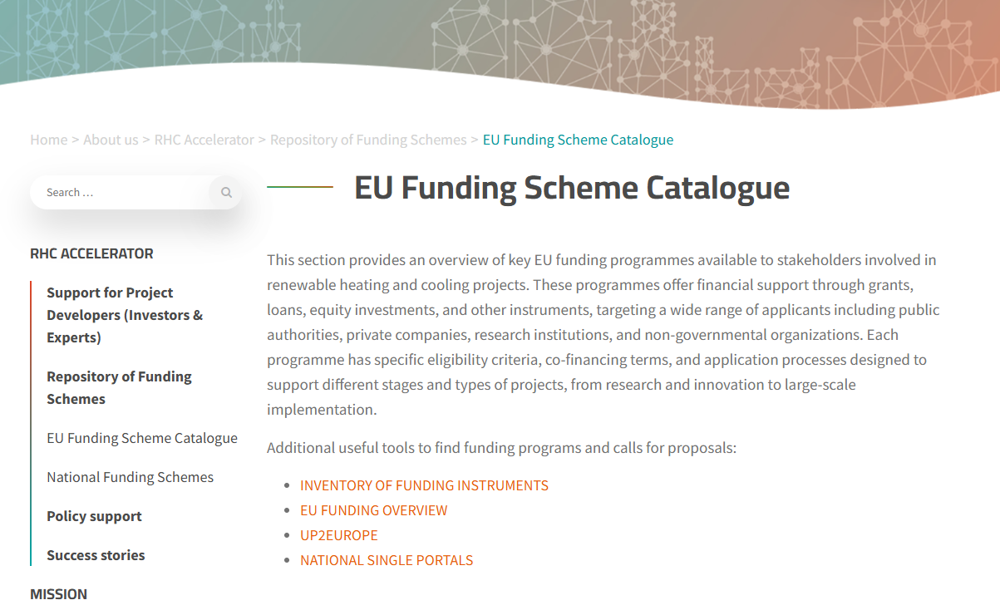 Home > About us > RHC Accelerator > Repository of Funding Schemes > EU Funding Scheme Catalogue
Search …
RHC ACCELERATOR
Support for Project
Developers (Investors &
Experts)
Repository of Funding
Schemes
EU Funding Scheme Catalogue
National Funding Schemes
Policy support
Success stories
MISSION
EU Funding Scheme Catalogue
This section provides an overview of key EU funding programmes available to stakeholders involved in
renewable heating and cooling projects. These programmes offer financial support through grants,
loans, equity investments, and other instruments, targeting a wide range of applicants including public
authorities, private companies, research institutions, and non-governmental organizations. Each
programme has specific eligibility criteria, co-financing terms, and application processes designed to
support different stages and types of projects, from research and innovation to large-scale
implementation.
Additional useful tools to find funding programs and calls for proposals:
• INVENTORY OF FUNDING INSTRUMENTS
• EU FUNDING OVERVIEW
• UP2EUROPE
• NATIONAL SINGLE PORTALS